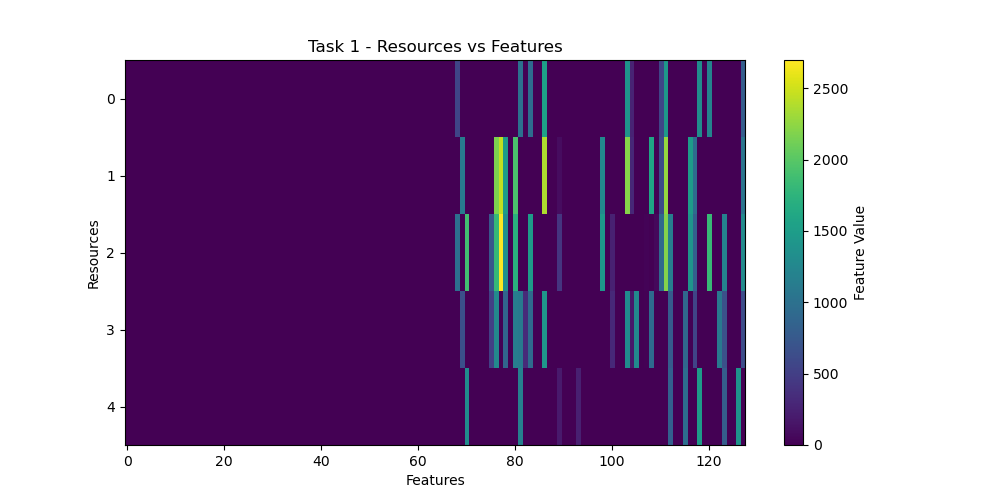 Task 1 - Resources vs Features
Resources
0
1
2
3
4
0 20 40 60 80 100 120
Features
2500
2000
1500
1000
500
0
Feature Value